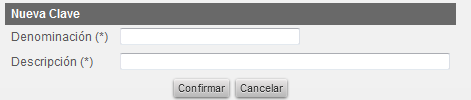 Nueva Clave
Denominación (*)
Descripción (*)
Confirmar Cancelar